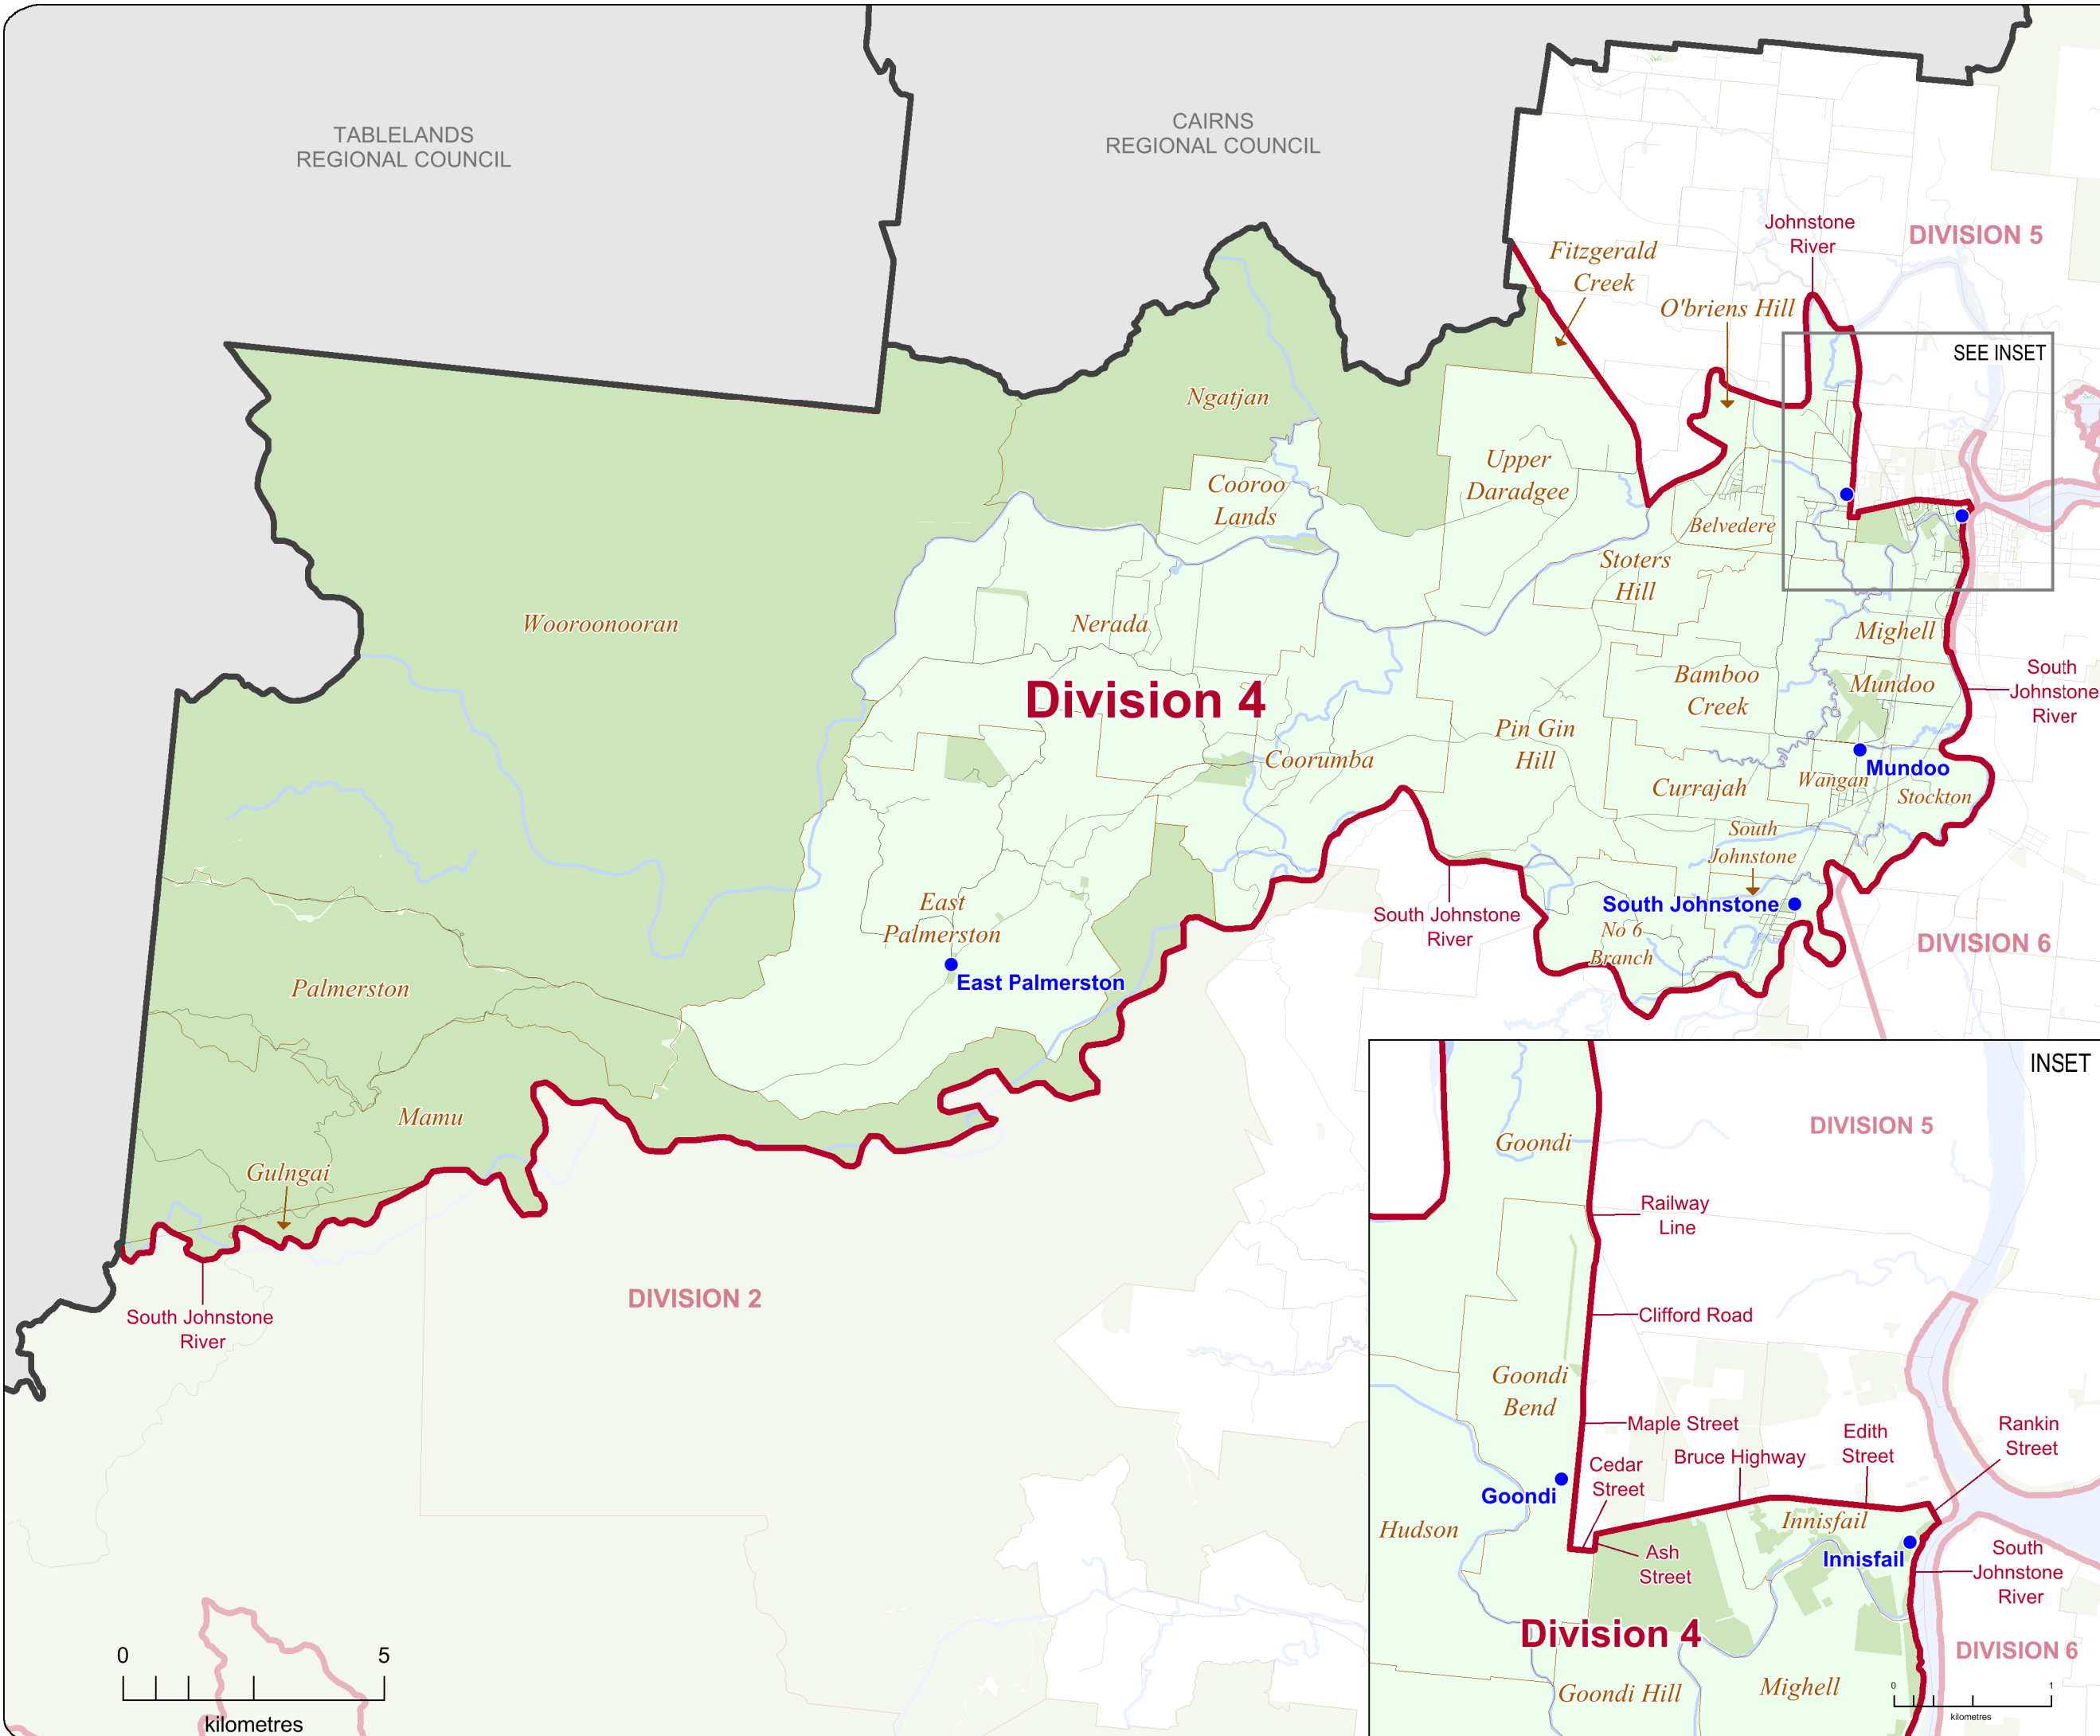 TABLELANDS
REGIONAL COUNCIL
CAIRNS
REGIONAL COUNCIL
Johnstone
River
DIVISION 5
Fitzgerald
Creek
O'briens Hill
SEE INSET
Ngatjan
Upper
Daradgee
Cooroo
Lands
Belvedere
Stoters
Hill
Wooroonooran
Nerada
Mighell
Division 4
Bamboo
Creek
Mundoo
South
Johnstone
River
Pin Gin
Hill
Coorumba
Mundoo
Currajah
Wangan
Stockton
South
Johnstone
East
Palmerston
South Johnstone
South Johnstone
River
No 6
Branch
DIVISION 6
East Palmerston
Palmerston
Mamu
Gulngai
South Johnstone
River
DIVISION 2
0
5
kilometres
INSET
DIVISION 5
Goondi
Railway
Line
Clifford Road
Goondi
Bend
Maple Street
Edith
Street
Rankin
Street
Bruce Highway
Cedar
Street
Goondi
Hudson
Innisfail
Ash
Street
Innisfail
South
Johnstone
River
Division 4
DIVISION 6
Goondi Hill
Mighell
0
1
kilometres